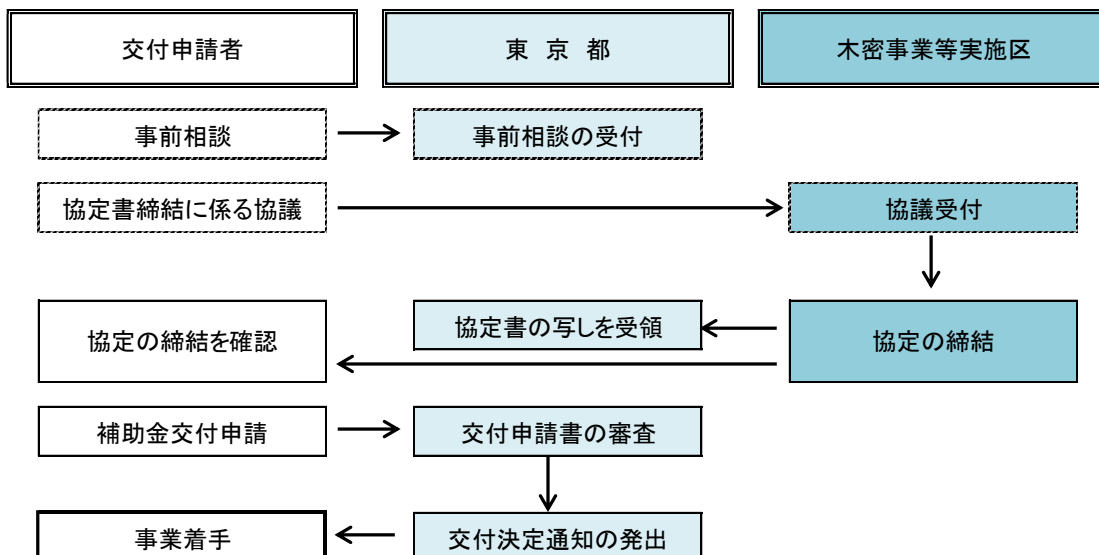 交付申請者
東 京 都
木密事業等実施区
事前相談
事前相談の受付
協定書締結に係る協議
協議受付
協定の締結を確認
協定書の写しを受領
協定の締結
補助金交付申請
交付申請書の審査
事業着手
交付決定通知の発出